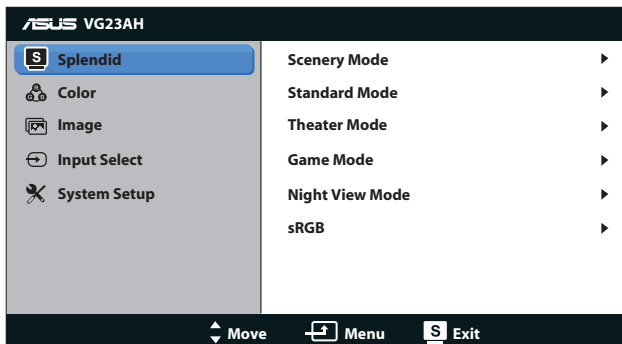 ASUS VG23AH
S Splendid
Color
Image
Input Select
System Setup
Scenery Mode
Standard Mode
Theater Mode
Game Mode
Night View Mode
sRGB
Move Menu S Exit